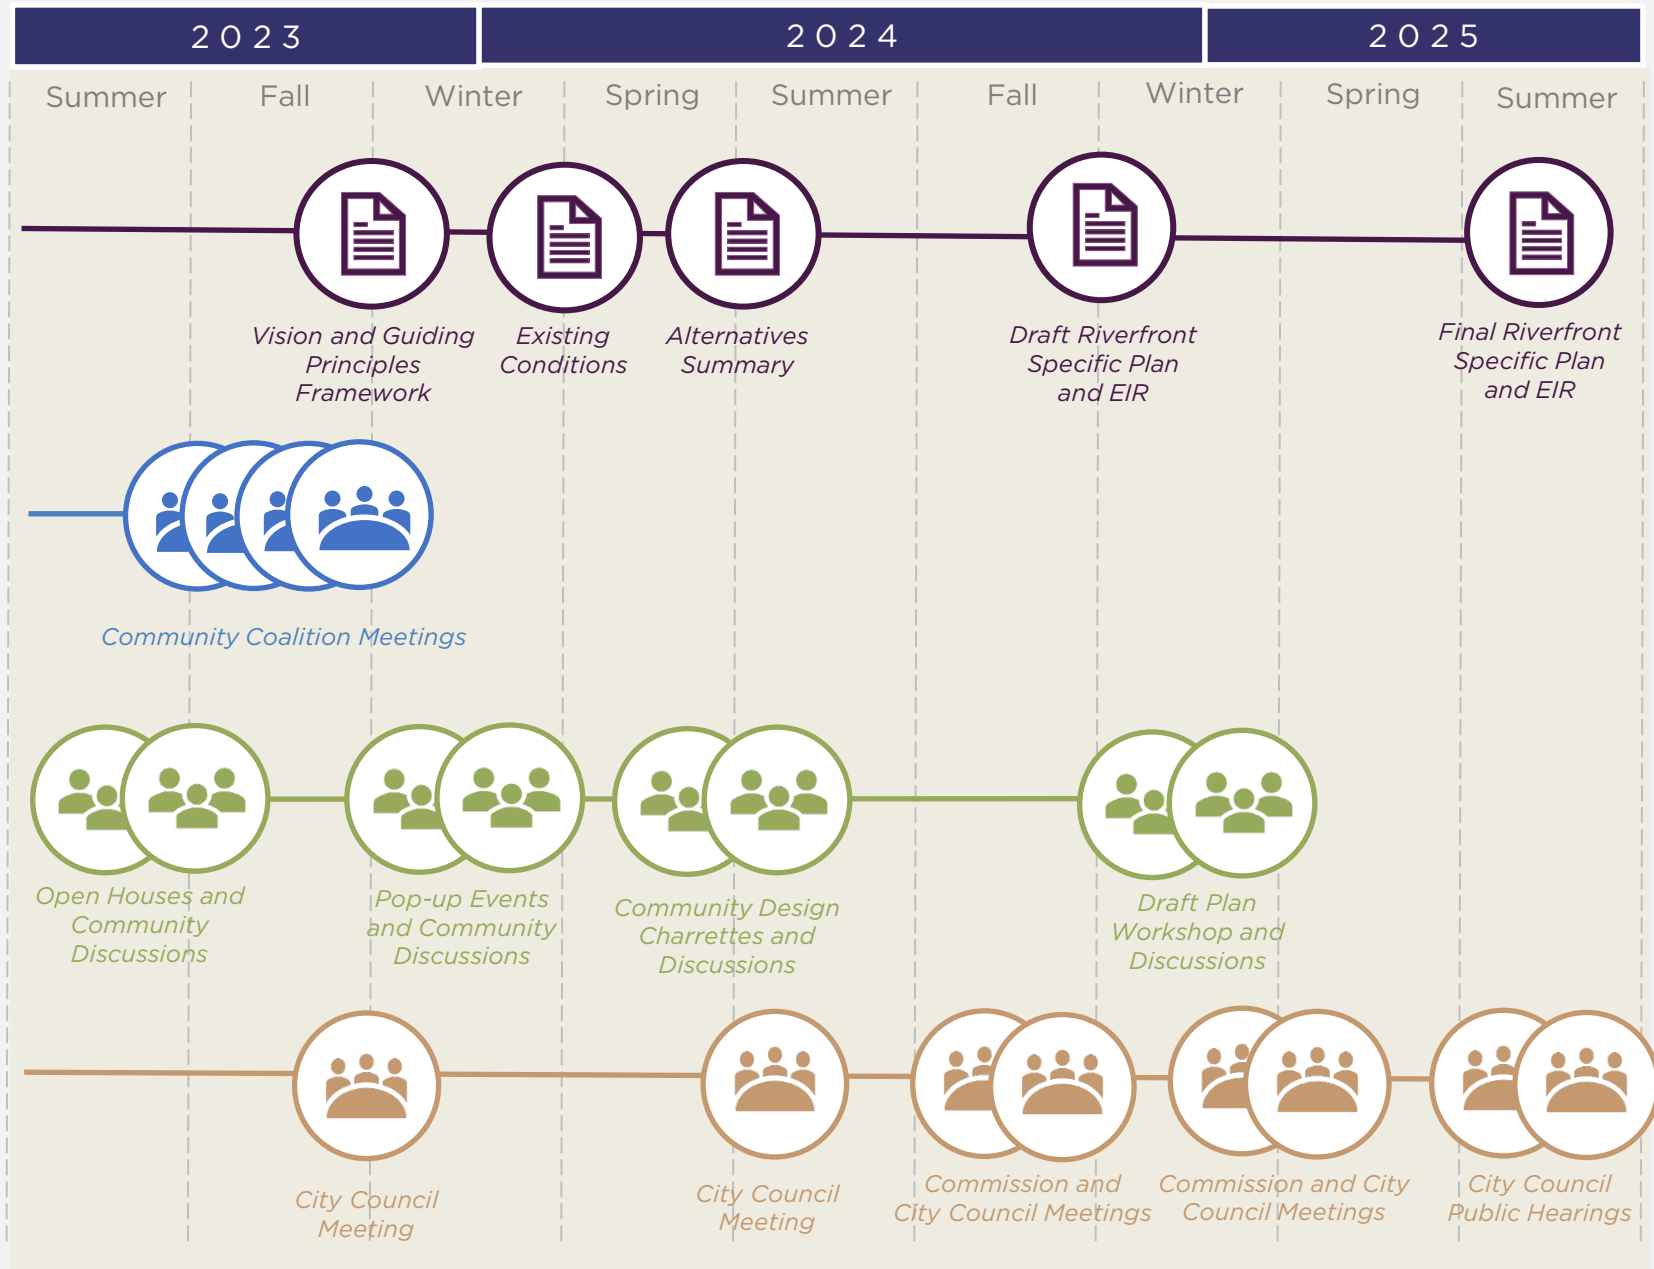 2023
2024
2025
Summer
Fall
Winter
Spring
Summer
Fall
Winter
Spring
Summer
Vision and Guiding
Principles
Framework
Existing
Conditions
Alternatives
Summary
Draft Riverfront
Specific Plan
and EIR
Final Riverfront
Specific Plan
and EIR
Community Coalition Meetings
Open Houses and
Community
Discussions
Pop-up Events
and Community
Discussions
Community Design
Charrettes and
Discussions
Draft Plan
Workshop and
Discussions
City Council
Meeting
City Council
Meeting
Commission and
City Council Meetings
Commission and City
Council Meetings
City Council
Public Hearings